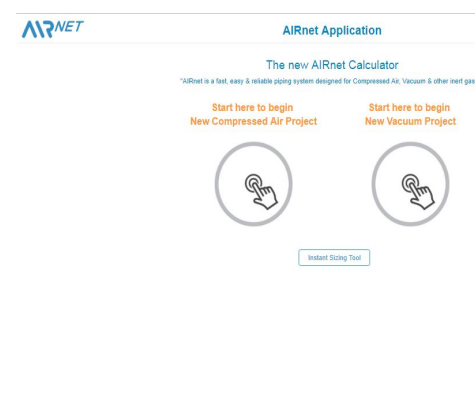 AIRNET
AIRnet Application
The new AIRnet Calculator
"AIRnet is a fast, easy & reliable piping system designed for Compressed Air, Vacuum & other inert gas
Start here to begin
New Compressed Air Project
Start here to begin
New Vacuum Project
Instant Sizing Tool